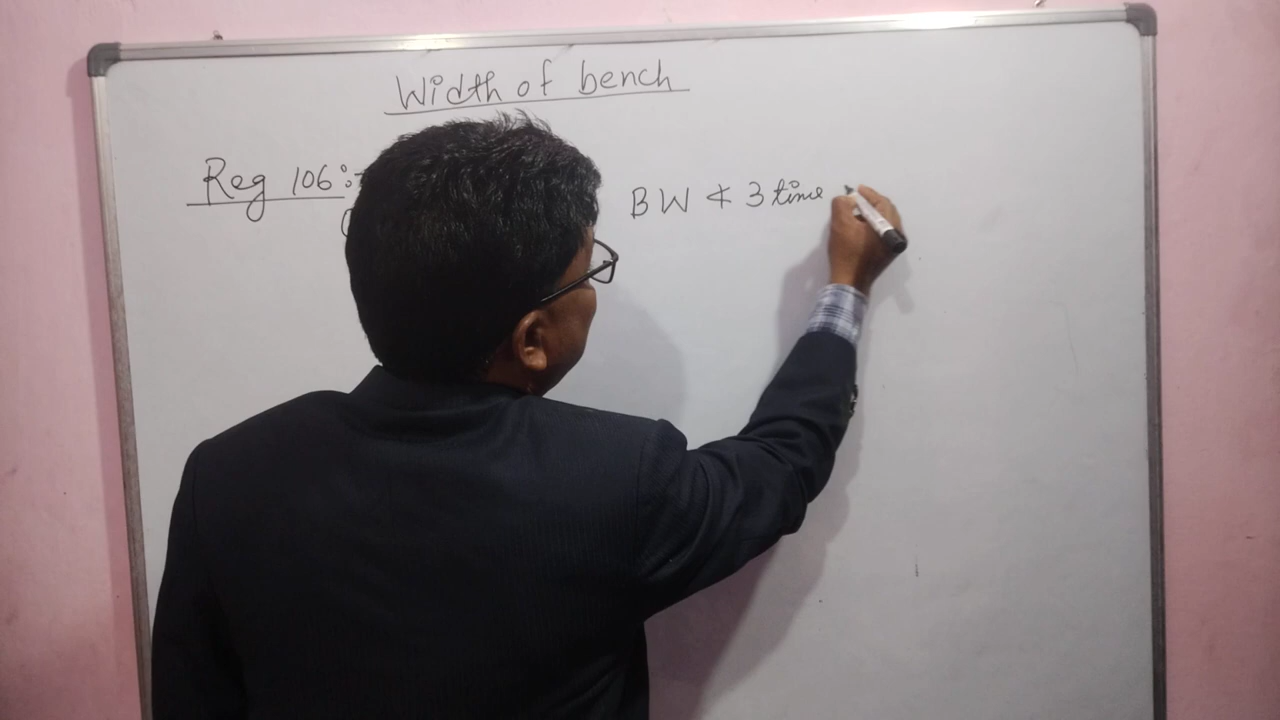 Width of bench
Reg 106:-
BW ≮ 3 time